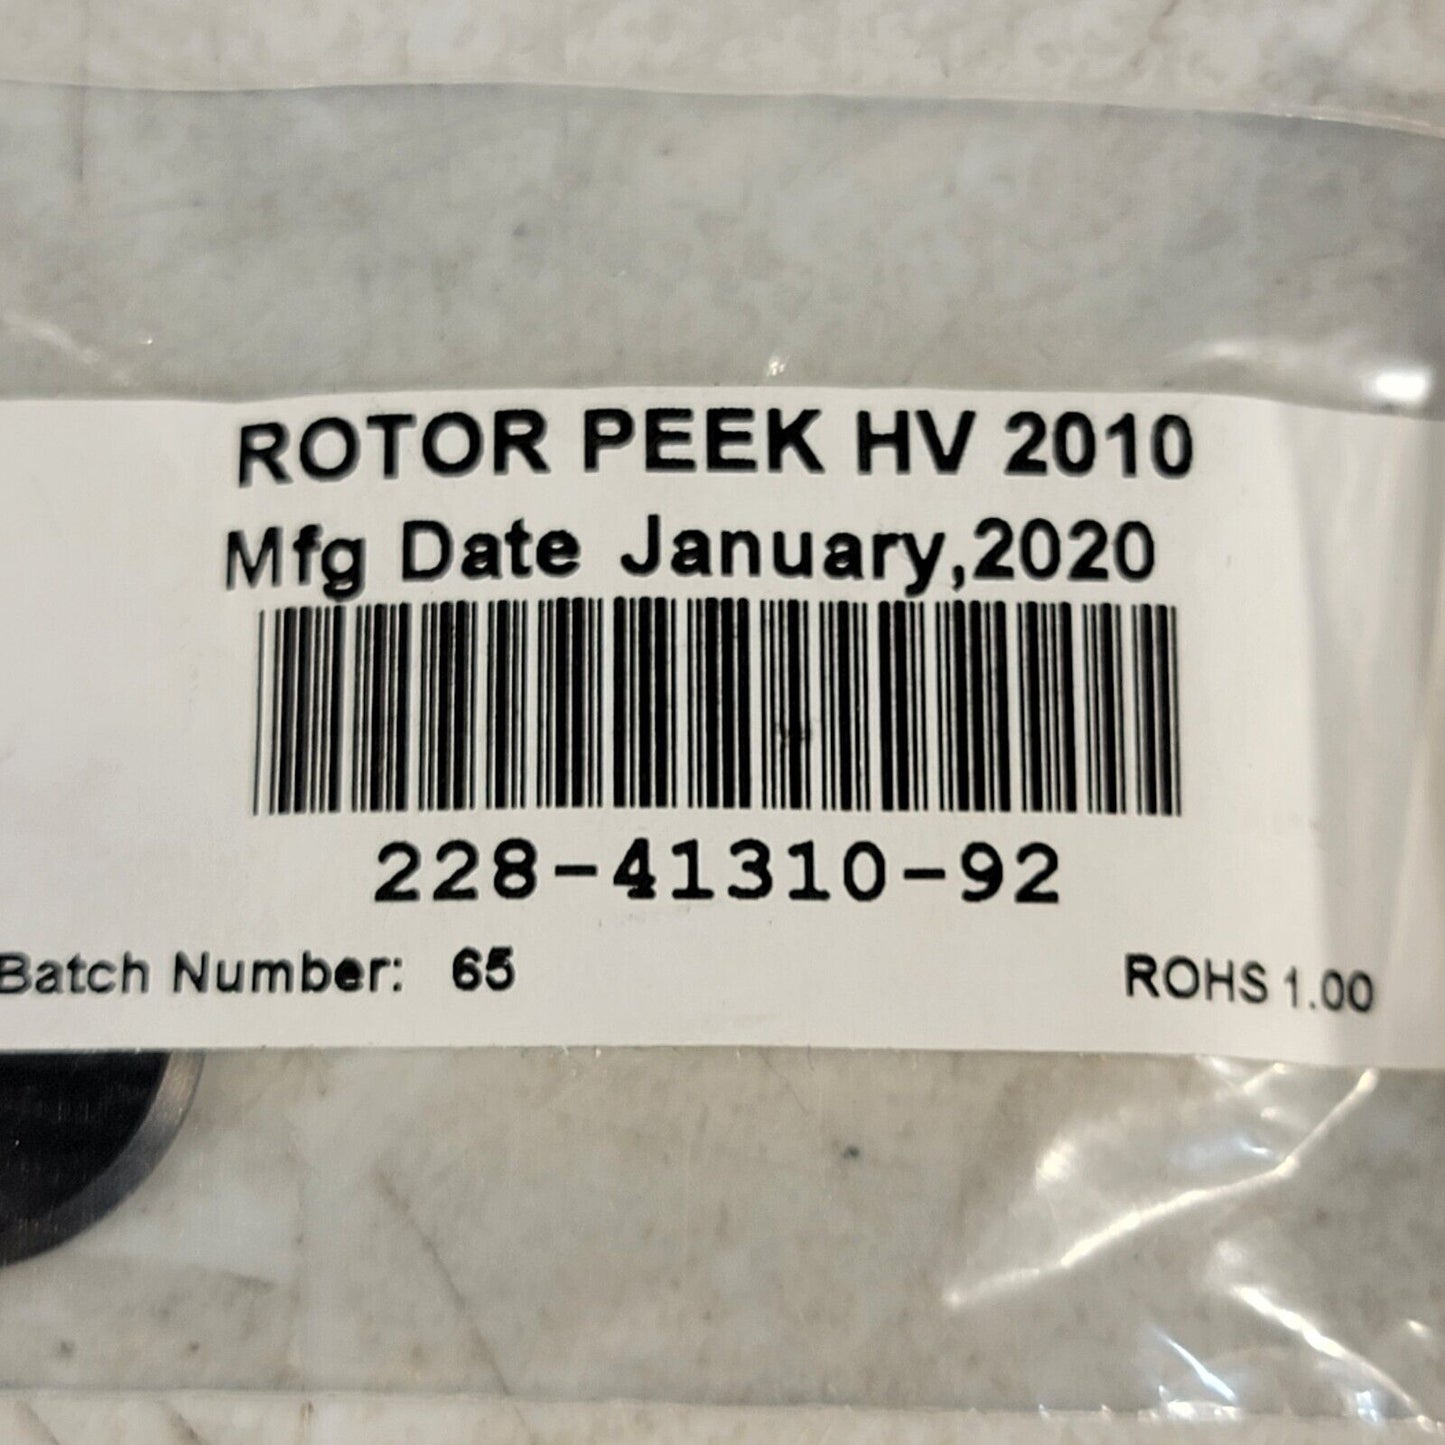 ROTOR PEEK HV 2010
Mfg Date January,2020
228-41310-92
Batch Number: 65
ROHS 1.00